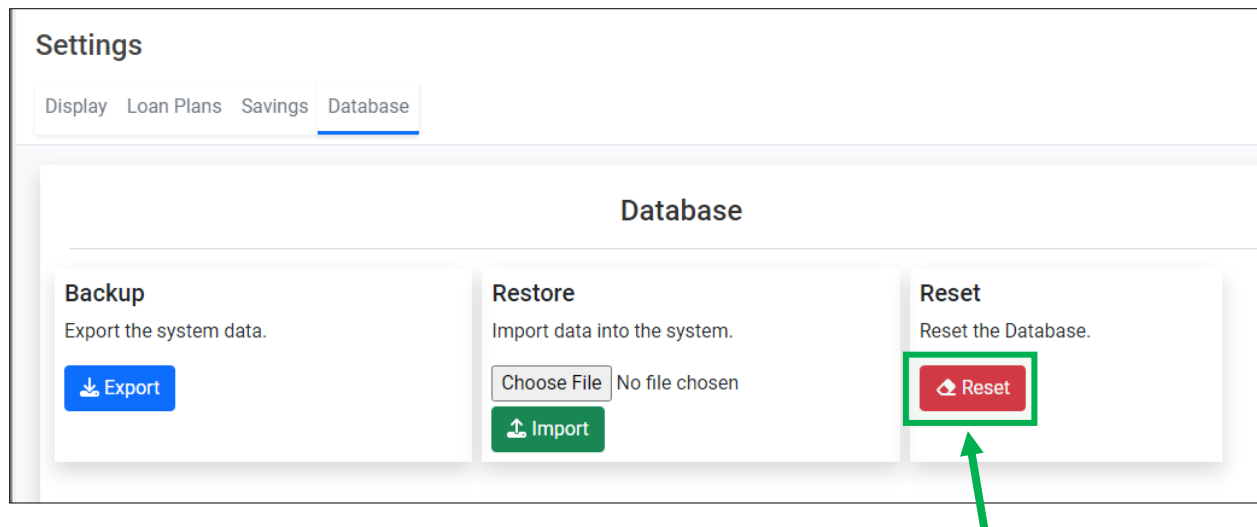 Settings
Display Loan Plans Savings Database
Database
Backup
Export the system data.
Export
Restore
Import data into the system.
Choose File No file chosen
Import
Reset
Reset the Database.
Reset